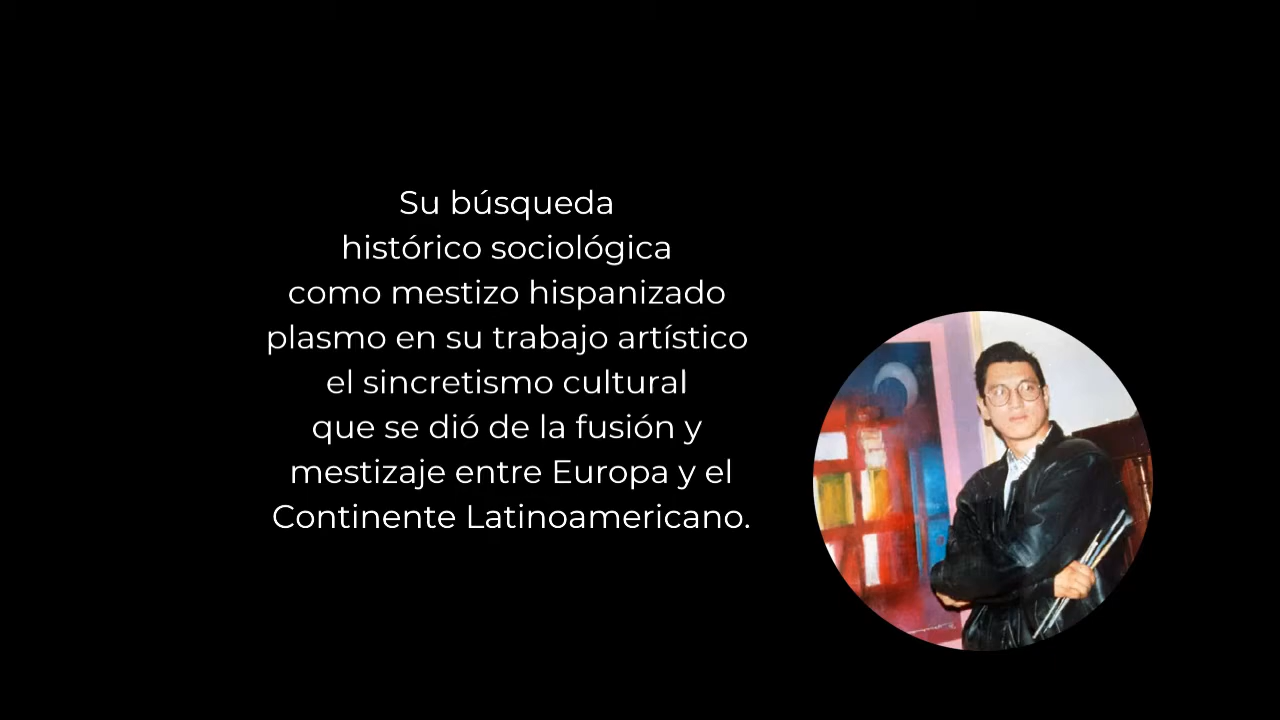 Su búsqueda
histórico sociológica
como mestizo hispanizado
plasmo en su trabajo artístico
el sincretismo cultural
que se dió de la fusión y
mestizaje entre Europa y el
Continente Latinoamericano.